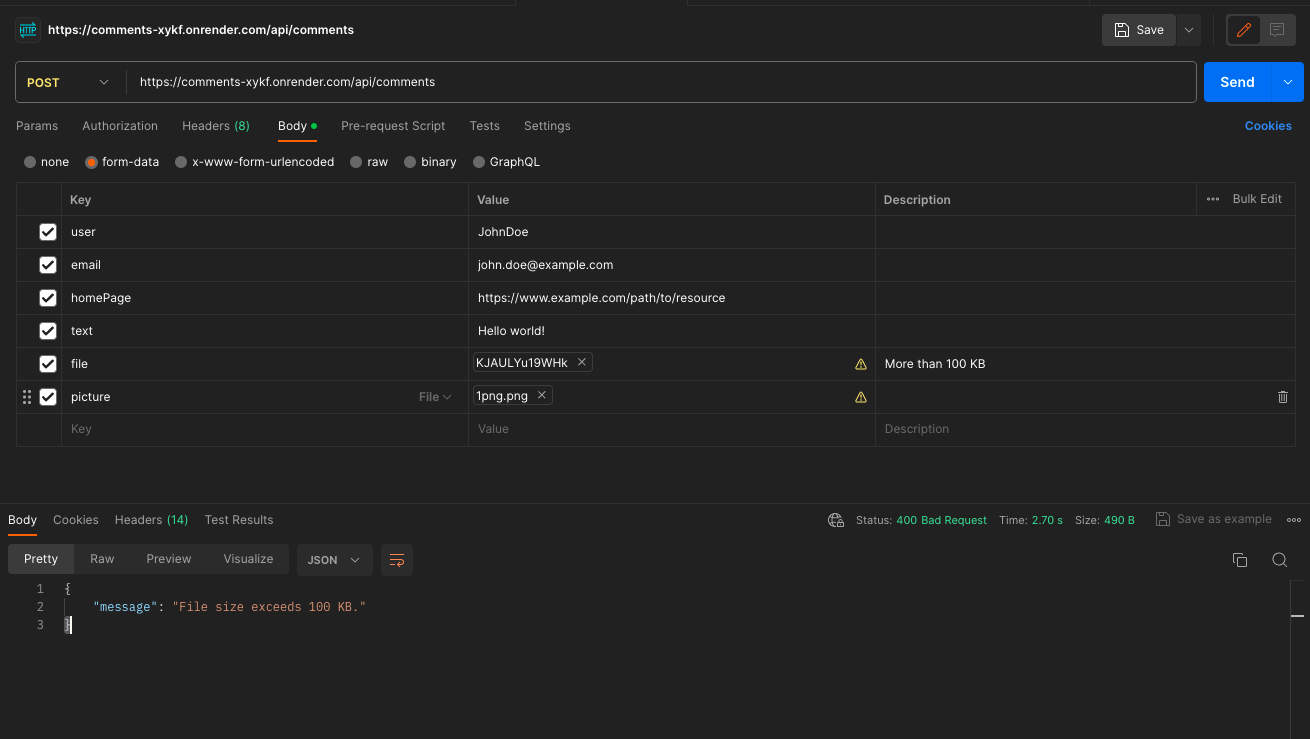 HTTP https://comments-xykf.onrender.com/api/comments Save
POST https://comments-xykf.onrender.com/api/comments Send
Params Authorization Headers (8) Body Pre-request Script Tests Settings Cookies
none form-data x-www-form-urlencoded raw binary GraphQL
Key Value Description Bulk Edit
user JohnDoe
email john.doe@example.com
homePage https://www.example.com/path/to/resource
text Hello world!
file KJAULYu19WHk More than 100 KB
picture File 1png.png
Key Value Description
Body Cookies Headers (14) Test Results Status: 400 Bad Request Time: 2.70 s Size: 490 B Save as example
Pretty Raw Preview Visualize JSON
1 {
2 "message": "File size exceeds 100 KB."
3 }